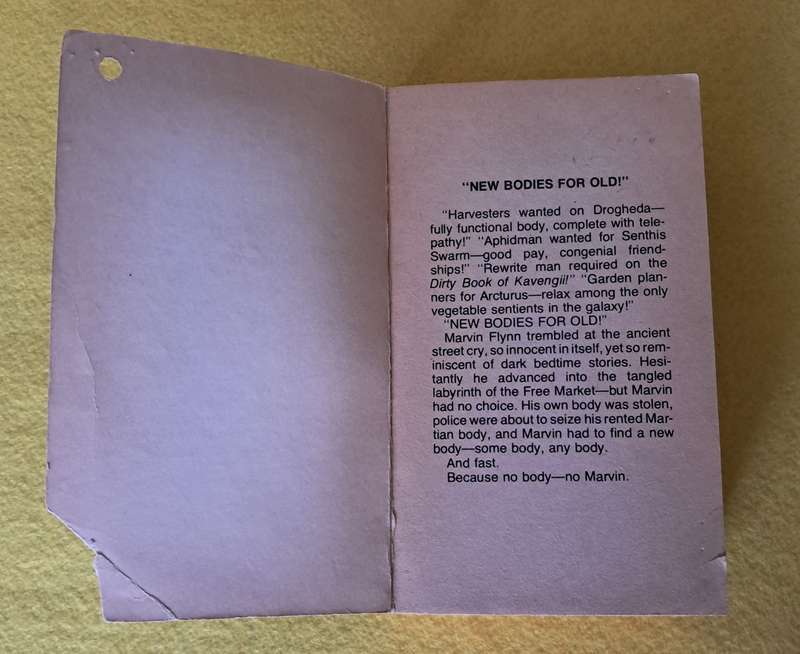 "NEW BODIES FOR OLD!"
"Harvesters wanted on Drogheda—
fully functional body, complete with tele-
pathy!" "Aphidman wanted for Senthis
Swarm—good pay, congenial friend-
ships!" "Rewrite man required on the
Dirty Book of Kavengii!" "Garden plan-
ners for Arcturus—relax among the only
vegetable sentients in the galaxy!"
"NEW BODIES FOR OLD!"
Marvin Flynn trembled at the ancient
street cry, so innocent in itself, yet so rem-
iniscent of dark bedtime stories. Hesi-
tantly he advanced into the tangled
labyrinth of the Free Market—but Marvin
had no choice. His own body was stolen,
police were about to seize his rented Mar-
tian body, and Marvin had to find a new
body—some body, any body.
And fast.
Because no body—no Marvin.